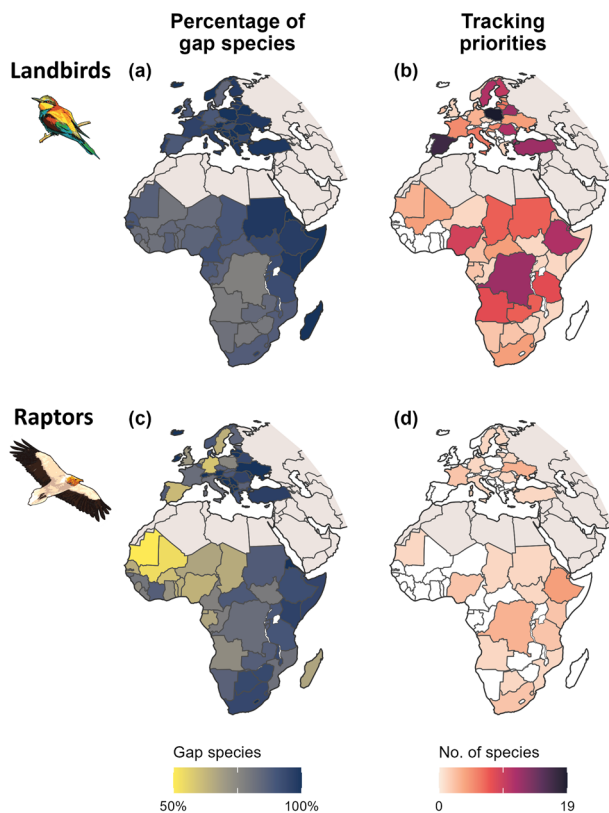 Percentage of
gap species
Tracking
priorities
Landbirds
(a)
(b)
Raptors
(c)
(d)
Gap species
50%
100%
No. of species
0
19